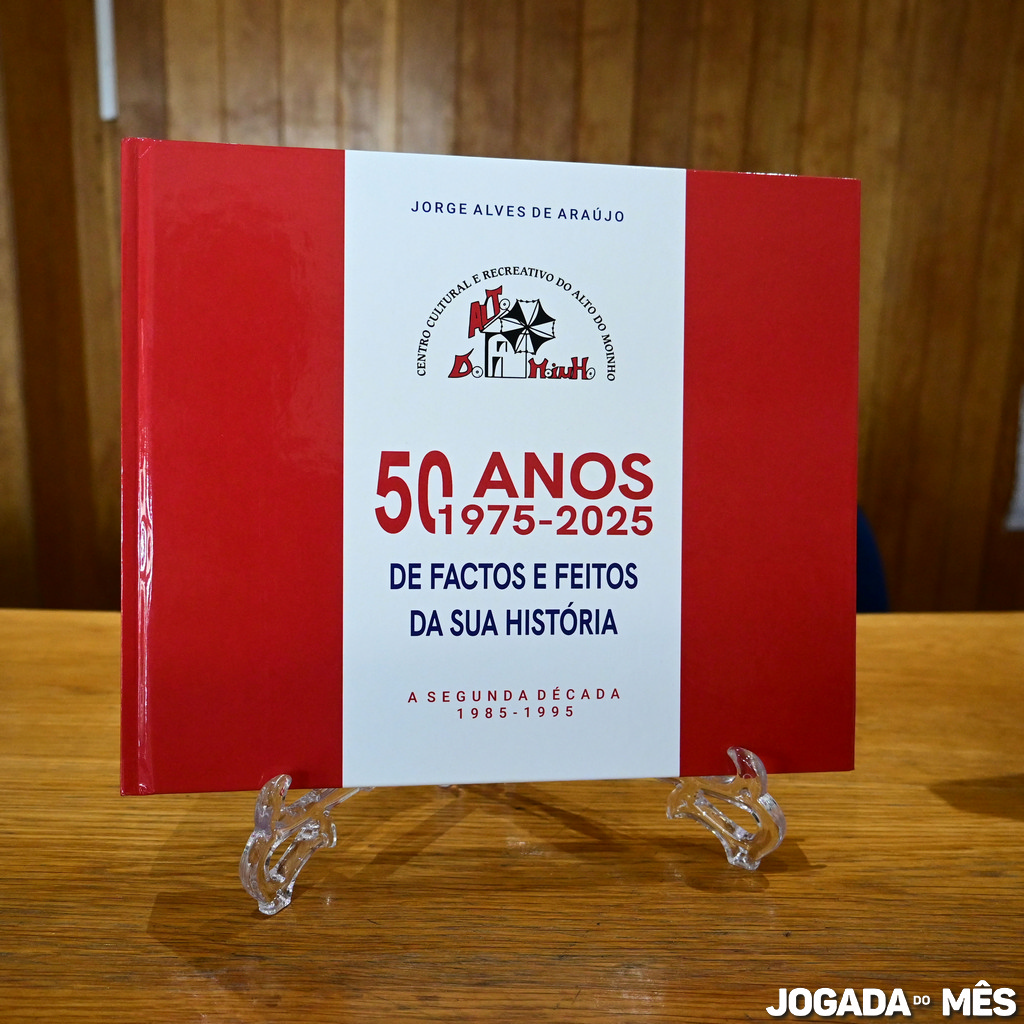 JORGE ALVES DE ARAÚJO
CENTRO CULTURAL E RECREATIVO DO ALTO DO MOINHO
ALTO
DO MOINHO
50 ANOS
1975-2025
DE FACTOS E FEITOS
DA SUA HISTÓRIA
A SEGUNDA DÉCADA
1985-1995
JOGADA DO MÊS